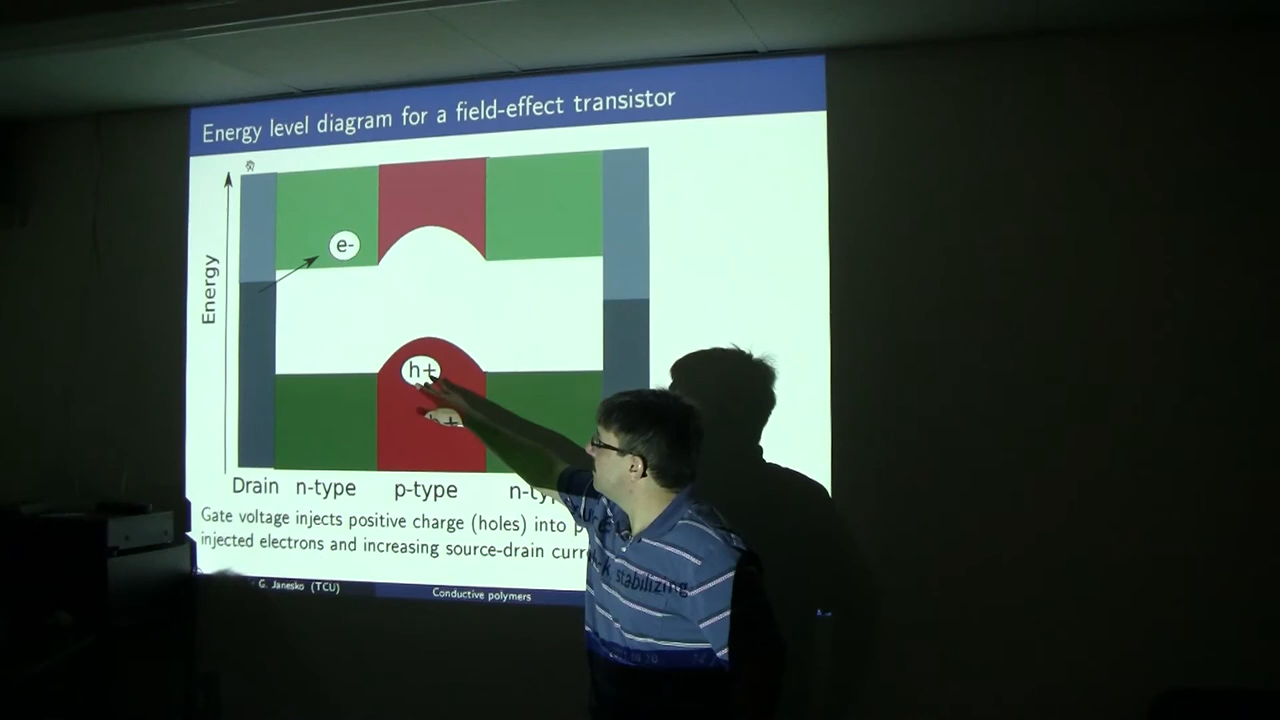 Energy level diagram for a field-effect transistor
Energy
e-
h+
+
Drain n-type p-type
Gate voltage injects positive charge (holes) into
injected electrons and increasing source-drain
stabilizing
G. Janesko (TCU)
Conductive polymers